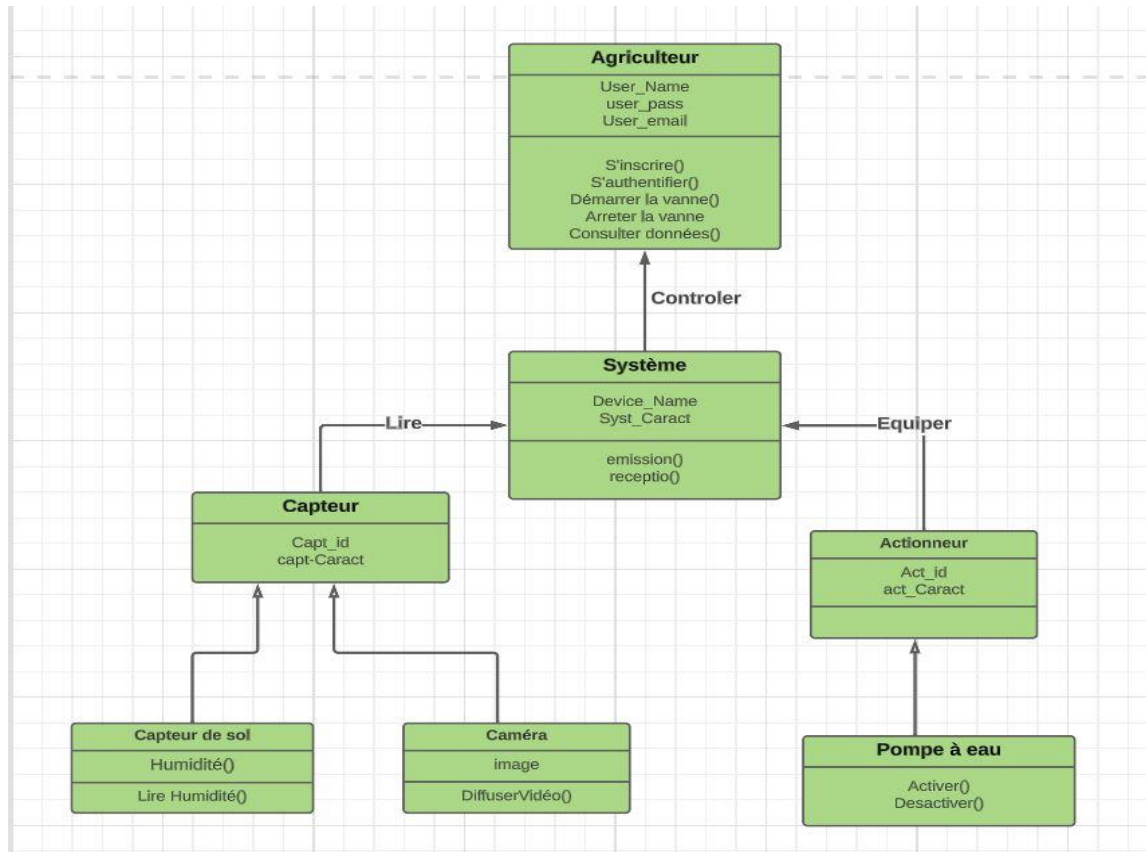 Agriculteur
User_Name
user_pass
User_email
S'inscrire()
S'authentifier()
Démarrer la vanne()
Arreter la vanne
Consulter données()
Controler
Système
Device_Name
Syst_Caract
emission()
receptio()
Lire
Equiper
Capteur
Capt_id
capt-Caract
Actionneur
Act_id
act_Caract
Capteur de sol
Humidité()
Lire Humidité()
Caméra
image
DiffuserVidéo()
Pompe à eau
Activer()
Desactiver()